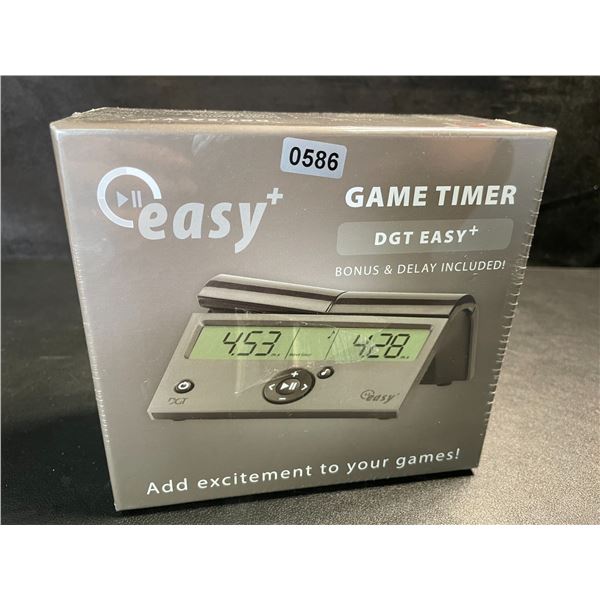 0586
easy+
GAME TIMER
DGT EASY+
BONUS & DELAY INCLUDED!
4.53
4.28
DGT
easy+
Add excitement to your games!